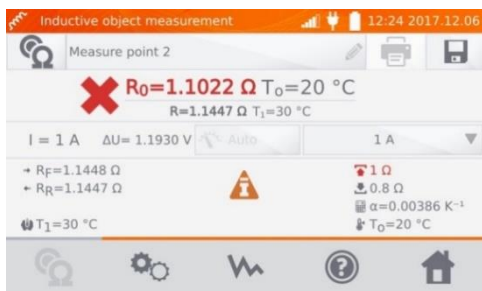 Inductive object measurement 12:24 2017.12.06
Measure point 2
R₀=1.1022 Ω T₀=20 °C
R=1.1447 Ω T₁=30 °C
I = 1 A ΔU= 1.1930 V Auto 1 A
RF=1.1448 Ω 1 Ω
RR=1.1447 Ω 0.8 Ω
α=0.00386 K⁻¹
T₁=30 °C T₀=20 °C